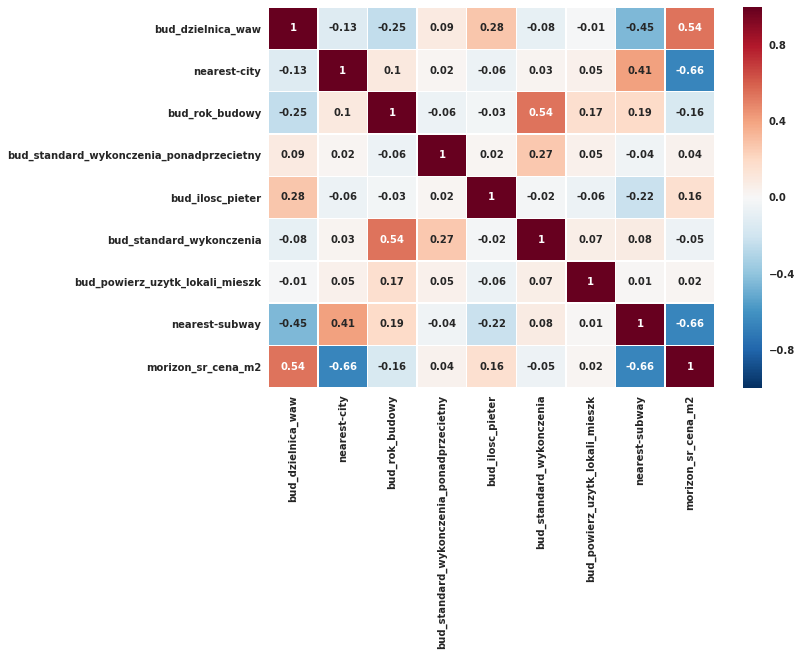 bud_dzielnica_waw 1 -0.13 -0.25 0.09 0.28 -0.08 -0.01 -0.45 0.54
nearest-city -0.13 1 0.1 0.02 -0.06 0.03 0.05 0.41 -0.66
bud_rok_budowy -0.25 0.1 1 -0.06 -0.03 0.54 0.17 0.19 -0.16
bud_standard_wykonczenia_ponadprzecietny 0.09 0.02 -0.06 1 0.02 0.27 0.05 -0.04 0.04
bud_ilosc_pieter 0.28 -0.06 -0.03 0.02 1 -0.02 -0.06 -0.22 0.16
bud_standard_wykonczenia -0.08 0.03 0.54 0.27 -0.02 1 0.07 0.08 -0.05
bud_powierz_uzytk_lokali_mieszk -0.01 0.05 0.17 0.05 -0.06 0.07 1 0.01 0.02
nearest-subway -0.45 0.41 0.19 -0.04 -0.22 0.08 0.01 1 -0.66
morizon_sr_cena_m2 0.54 -0.66 -0.16 0.04 0.16 -0.05 0.02 -0.66 1
bud_dzielnica_waw
nearest-city
bud_rok_budowy
bud_standard_wykonczenia_ponadprzecietny
bud_ilosc_pieter
bud_standard_wykonczenia
bud_powierz_uzytk_lokali_mieszk
nearest-subway
morizon_sr_cena_m2
0.8
0.4
0.0
−0.4
−0.8